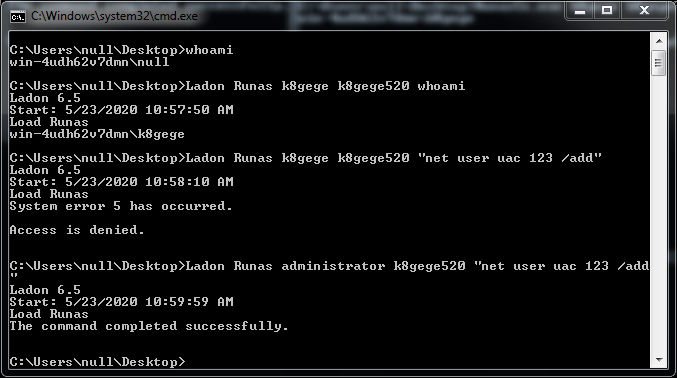 C:\Windows\system32\cmd.exe
C:\Users\null\Desktop>whoami
win-4udh62v7dmn\null
C:\Users\null\Desktop>Ladon Runas k8gege k8gege520 whoami
Ladon 6.5
Start: 5/23/2020 10:57:50 AM
Load Runas
win-4udh62v7dmn\k8gege
C:\Users\null\Desktop>Ladon Runas k8gege k8gege520 "net user uac 123 /add"
Ladon 6.5
Start: 5/23/2020 10:58:10 AM
Load Runas
System error 5 has occurred.
Access is denied.
C:\Users\null\Desktop>Ladon Runas administrator k8gege520 "net user uac 123 /add
"
Ladon 6.5
Start: 5/23/2020 10:59:59 AM
Load Runas
The command completed successfully.
C:\Users\null\Desktop>